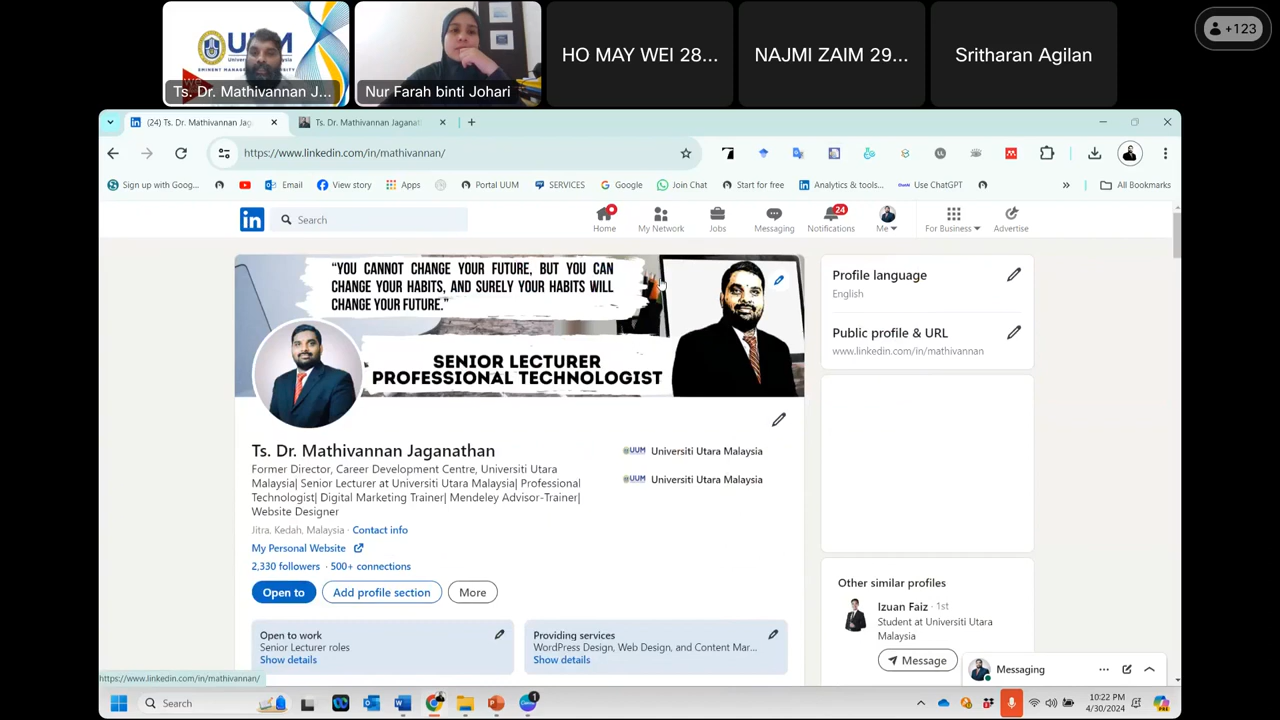 Ts. Dr. Mathivannan J...
Nur Farah binti Johari
HO MAY WEI 28...
NAJMI ZAIM 29...
Sritharan Agilan
+123
(24) Ts. Dr. Mathivannan Jag
Ts. Dr. Mathivannan Jaganat
https://www.linkedin.com/in/mathivannan/
Sign up with Goog...
Email
View story
Apps
Portal UUM
SERVICES
Google
Join Chat
Start for free
Analytics & tools...
Use ChatGPT
All Bookmarks
Search
Home
My Network
Jobs
Messaging
24
Notifications
Me
For Business
Advertise
“YOU CANNOT CHANGE YOUR FUTURE, BUT YOU CAN
CHANGE YOUR HABITS, AND SURELY YOUR HABITS WILL
CHANGE YOUR FUTURE.”
SENIOR LECTURER
PROFESSIONAL TECHNOLOGIST
Ts. Dr. Mathivannan Jaganathan
Former Director, Career Development Centre, Universiti Utara
Malaysia| Senior Lecturer at Universiti Utara Malaysia| Professional
Technologist| Digital Marketing Trainer| Mendeley Advisor-Trainer|
Website Designer
Jitra, Kedah, Malaysia · Contact info
My Personal Website
2,330 followers · 500+ connections
Open to
Add profile section
More
UUM Universiti Utara Malaysia
UUM Universiti Utara Malaysia
Open to work
Senior Lecturer roles
Show details
Providing services
WordPress Design, Web Design, and Content Mar...
Show details
Profile language
English
Public profile & URL
www.linkedin.com/in/mathivannan
Other similar profiles
Izuan Faiz · 1st
Student at Universiti Utara
Malaysia
Message
Messaging
https://www.linkedin.com/in/mathivannan/
Search
10:22 PM
4/30/2024